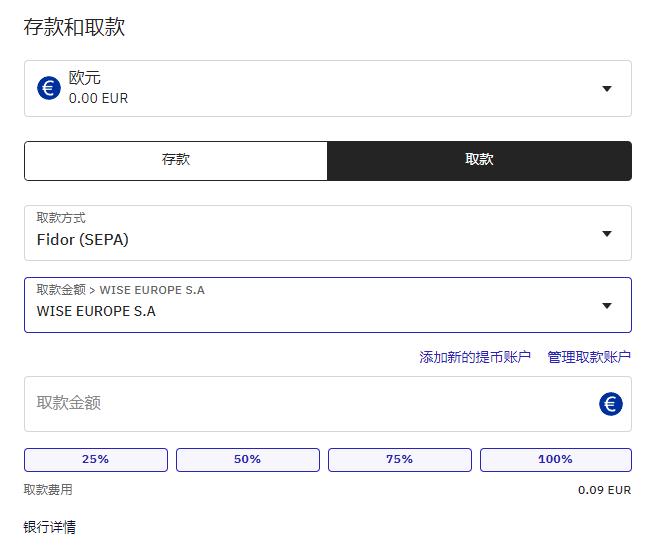 存款和取款
欧元
0.00 EUR
存款
取款
取款方式
Fidor (SEPA)
取款金额 > WISE EUROPE S.A
WISE EUROPE S.A
添加新的提币账户 管理取款账户
取款金额
25% 50% 75% 100%
取款费用 0.09 EUR
银行详情